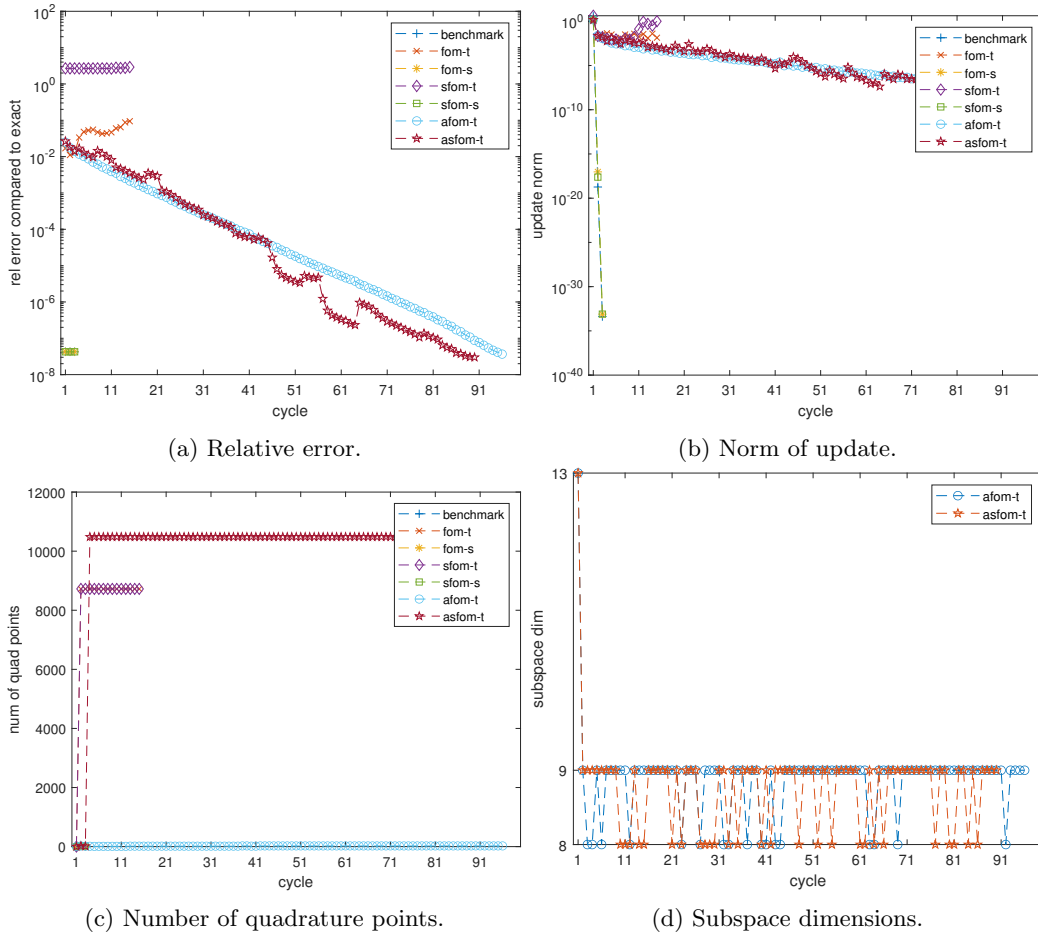 10^2
10^0
10^-2
10^-4
10^-6
10^-8
rel error compared to exact
1 11 21 31 41 51 61 71 81 91
cycle
benchmark
fom-t
fom-s
sfom-t
sfom-s
afom-t
asfom-t
(a) Relative error.
10^0
10^-10
10^-20
10^-30
10^-40
update norm
1 11 21 31 41 51 61 71 81 91
cycle
benchmark
fom-t
fom-s
sfom-t
sfom-s
afom-t
asfom-t
(b) Norm of update.
12000
10000
8000
6000
4000
2000
0
num of quad points
1 11 21 31 41 51 61 71 81 91
cycle
benchmark
fom-t
fom-s
sfom-t
sfom-s
afom-t
asfom-t
(c) Number of quadrature points.
13
9
8
subspace dim
1 11 21 31 41 51 61 71 81 91
cycle
afom-t
asfom-t
(d) Subspace dimensions.